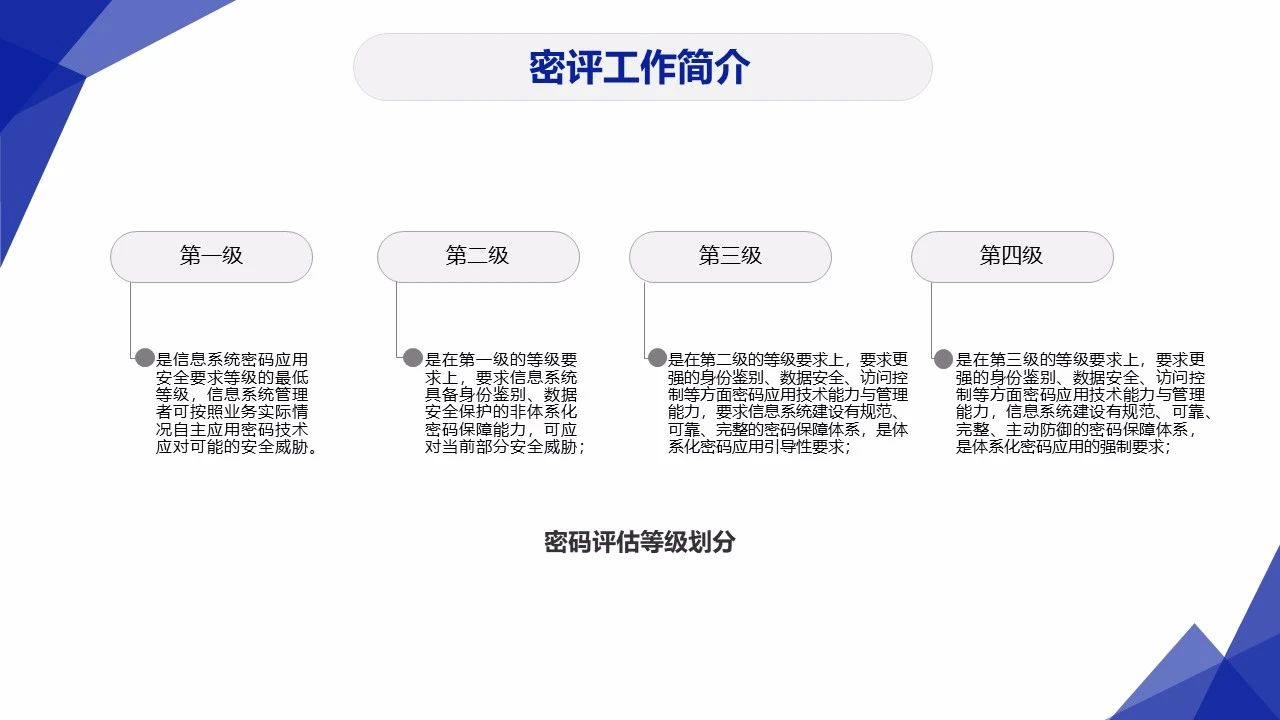 密评工作简介
第一级
是信息系统密码应用
安全要求等级的最低
等级，信息系统管理
者可按照业务实际情
况自主应用密码技术
应对可能的安全威胁。
第二级
是在第一级的等级要
求上，要求信息系统
具备身份鉴别、数据
安全保护的非体系化
密码保障能力，可应
对当前部分安全威胁；
第三级
是在第二级的等级要求上，要求更
强的身份鉴别、数据安全、访问控
制等方面密码应用技术能力与管理
能力，要求信息系统建设有规范、
可靠、完整的密码保障体系，是体
系化密码应用引导性要求；
第四级
是在第三级的等级要求上，要求更
强的身份鉴别、数据安全、访问控
制等方面密码应用技术能力与管理
能力，信息系统建设有规范、可靠、
完整、主动防御的密码保障体系，
是体系化密码应用的强制要求；
密码评估等级划分